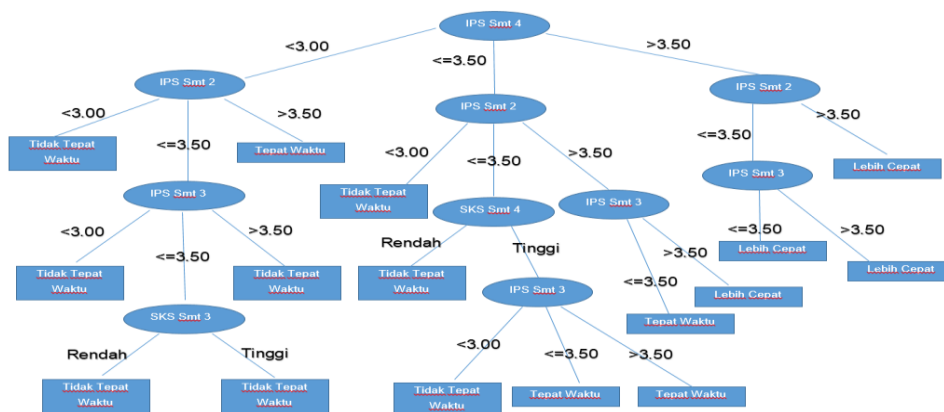 IPS Smt 4
<3.00
<=3.50
>3.50
IPS Smt 2
IPS Smt 2
IPS Smt 2
<3.00
<=3.50
>3.50
<3.00
<=3.50
>3.50
<=3.50
>3.50
Tidak Tepat
Waktu
Tepat Waktu
Lebih Cepat
IPS Smt 3
Tidak Tepat
Waktu
SKS Smt 4
IPS Smt 3
IPS Smt 3
<3.00
<=3.50
>3.50
Rendah
Tinggi
<=3.50
>3.50
<=3.50
>3.50
Tidak Tepat
Waktu
Tidak Tepat
Waktu
Tidak Tepat
Waktu
IPS Smt 3
Tepat Waktu
Lebih Cepat
Lebih Cepat
Lebih Cepat
SKS Smt 3
Rendah
Tinggi
<3.00
<=3.50
>3.50
Tidak Tepat
Waktu
Tidak Tepat
Waktu
Tidak Tepat
Waktu
Tepat Waktu
Tepat Waktu